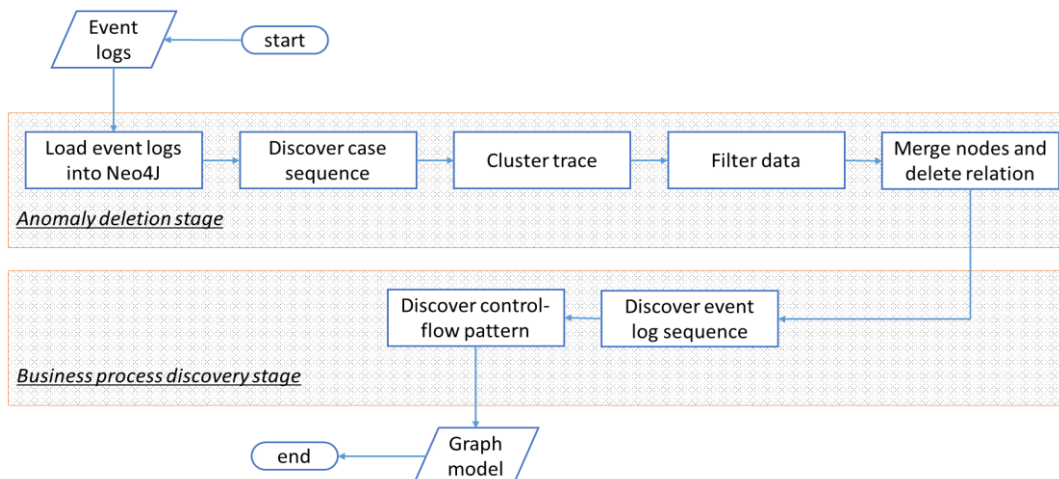 Event
logs
start
Load event logs
into Neo4J
Discover case
sequence
Cluster trace
Filter data
Merge nodes and
delete relation
Anomaly deletion stage
Discover control-
flow pattern
Discover event
log sequence
Business process discovery stage
end
Graph
model